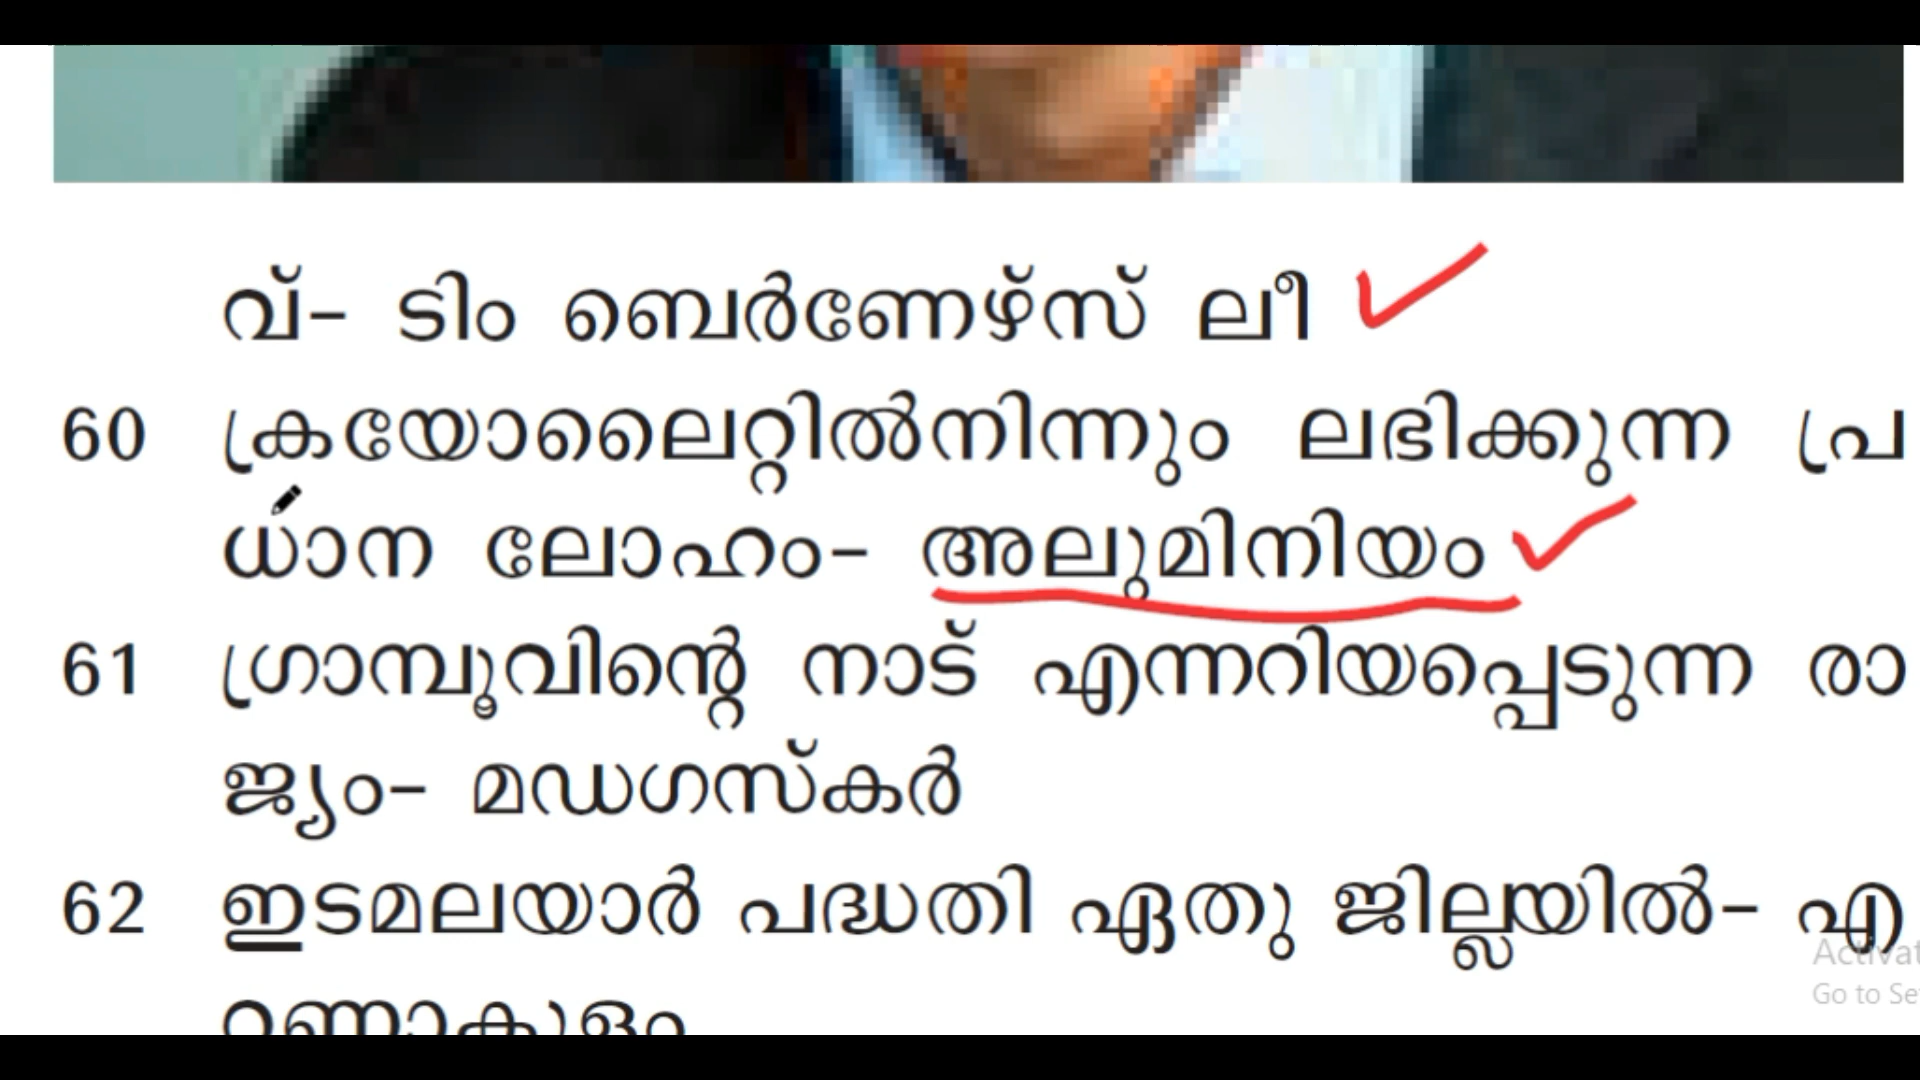 വ്- ടിം ബെർണേഴ്സ് ലീ
60 ക്രയോലൈറ്റിൽനിന്നും ലഭിക്കുന്ന പ്ര
ധാന ലോഹം- അലുമിനിയം
61 ഗ്രാമ്പൂവിന്റെ നാട് എന്നറിയപ്പെടുന്ന രാ
ജ്യം- മഡഗസ്കർ
62 ഇടമലയാർ പദ്ധതി ഏതു ജില്ലയിൽ- എ
റണാകുളം
Activat
Go to Se